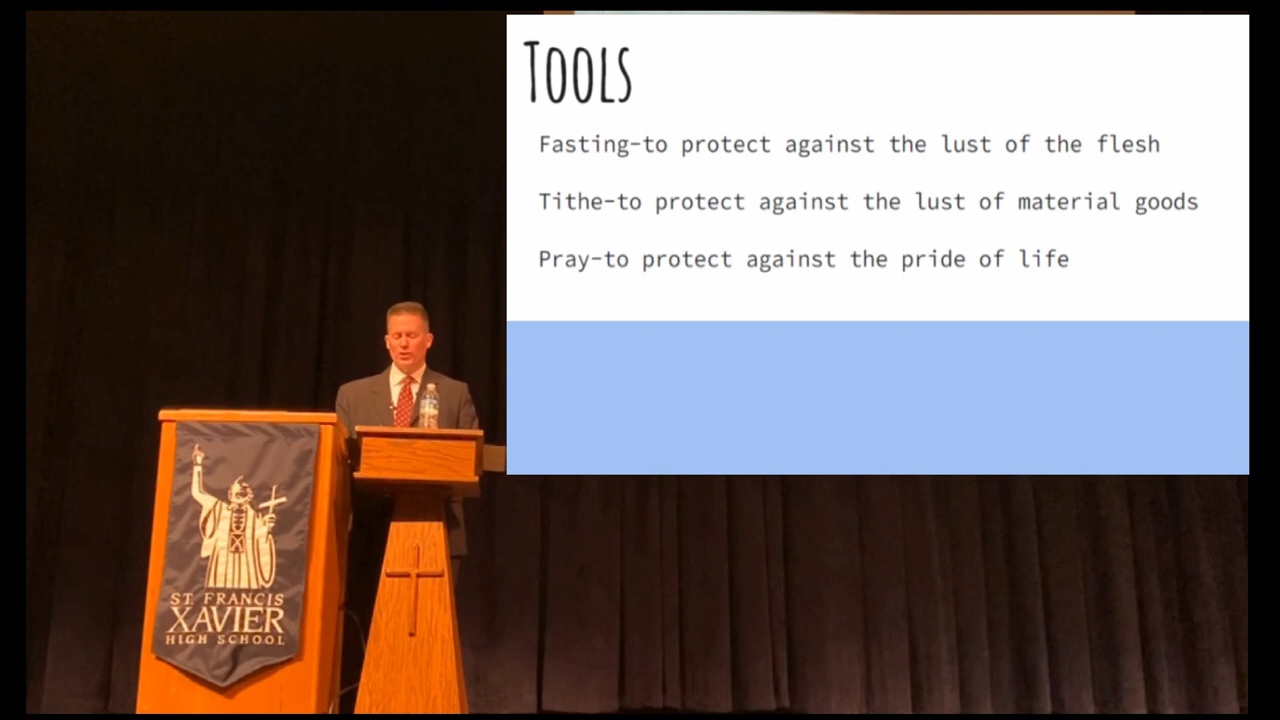 Tools
Fasting-to protect against the lust of the flesh
Tithe-to protect against the lust of material goods
Pray-to protect against the pride of life
ST. FRANCIS
XAVIER
HIGH SCHOOL